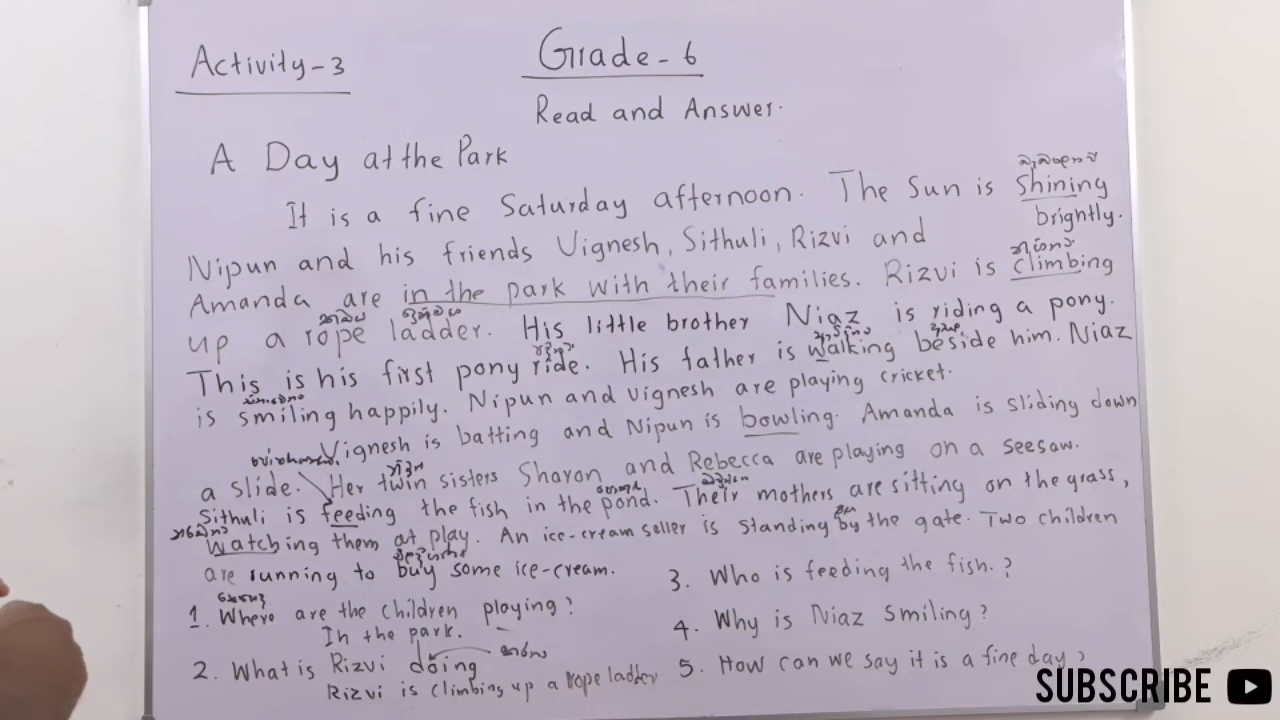 Activity-3
Grade-6
Read and Answer.
A Day at the Park
It is a fine Saturday afternoon. The Sun is Shining
brightly.
Nipun and his friends Vignesh, Sithuli, Rizvi and
Amanda are in the park with their families. Rizvi is climbing
up a rope ladder. His little brother Niaz is riding a pony.
This is his first pony ride. His father is walking beside him. Niaz
is smiling happily. Nipun and Vignesh are playing cricket.
Vignesh is batting and Nipun is bowling. Amanda is sliding down
a slide. Her twin sisters Sharon and Rebecca are playing on a seesaw.
Sithuli is feeding the fish in the pond. Their mothers are sitting on the grass,
watching them at play. An ice-cream seller is standing by the gate. Two children
are running to buy some ice-cream.
1. Where are the children playing?
In the park.
2. What is Rizvi doing
Rizvi is climbing up a rope ladder
3. Who is feeding the fish.?
4. Why is Niaz Smiling?
5. How can we say it is a fine day?
SUBSCRIBE